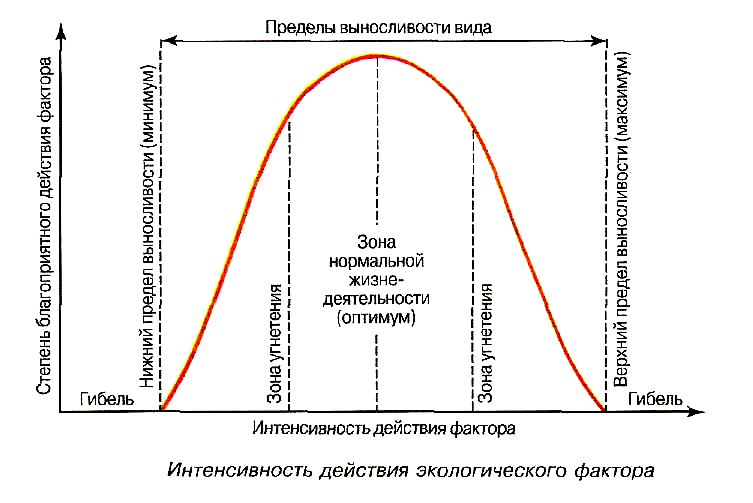 Пределы выносливости вида
Степень благоприятного действия фактора
Нижний предел выносливости (минимум)
Зона угнетения
Зона
нормальной
жизне-
деятельности
(оптимум)
Зона угнетения
Верхний предел выносливости (максимум)
Гибель
Гибель
Интенсивность действия фактора
Интенсивность действия экологического фактора